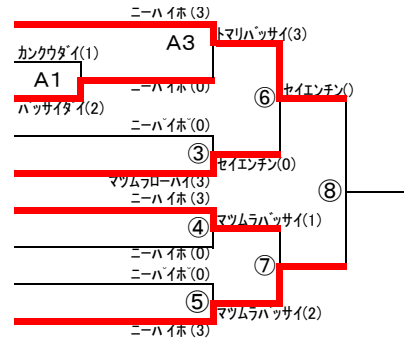 ニーハイホ(3)
A3
トマリバッサイ(3)
カンクウダイ(1)
A1
⑥
セイエンチン()
ニーハイホ(0)
バッサイダイ(2)
ニーハイホ(0)
③
セイエンチン(0)
マツムラローハイ(3)
⑧
ニーハイホ(3)
④
マツムラバッサイ(1)
ニーハイホ(0)
⑦
ニーハイホ(0)
⑤
マツムラバッサイ(2)
ニーハイホ(3)